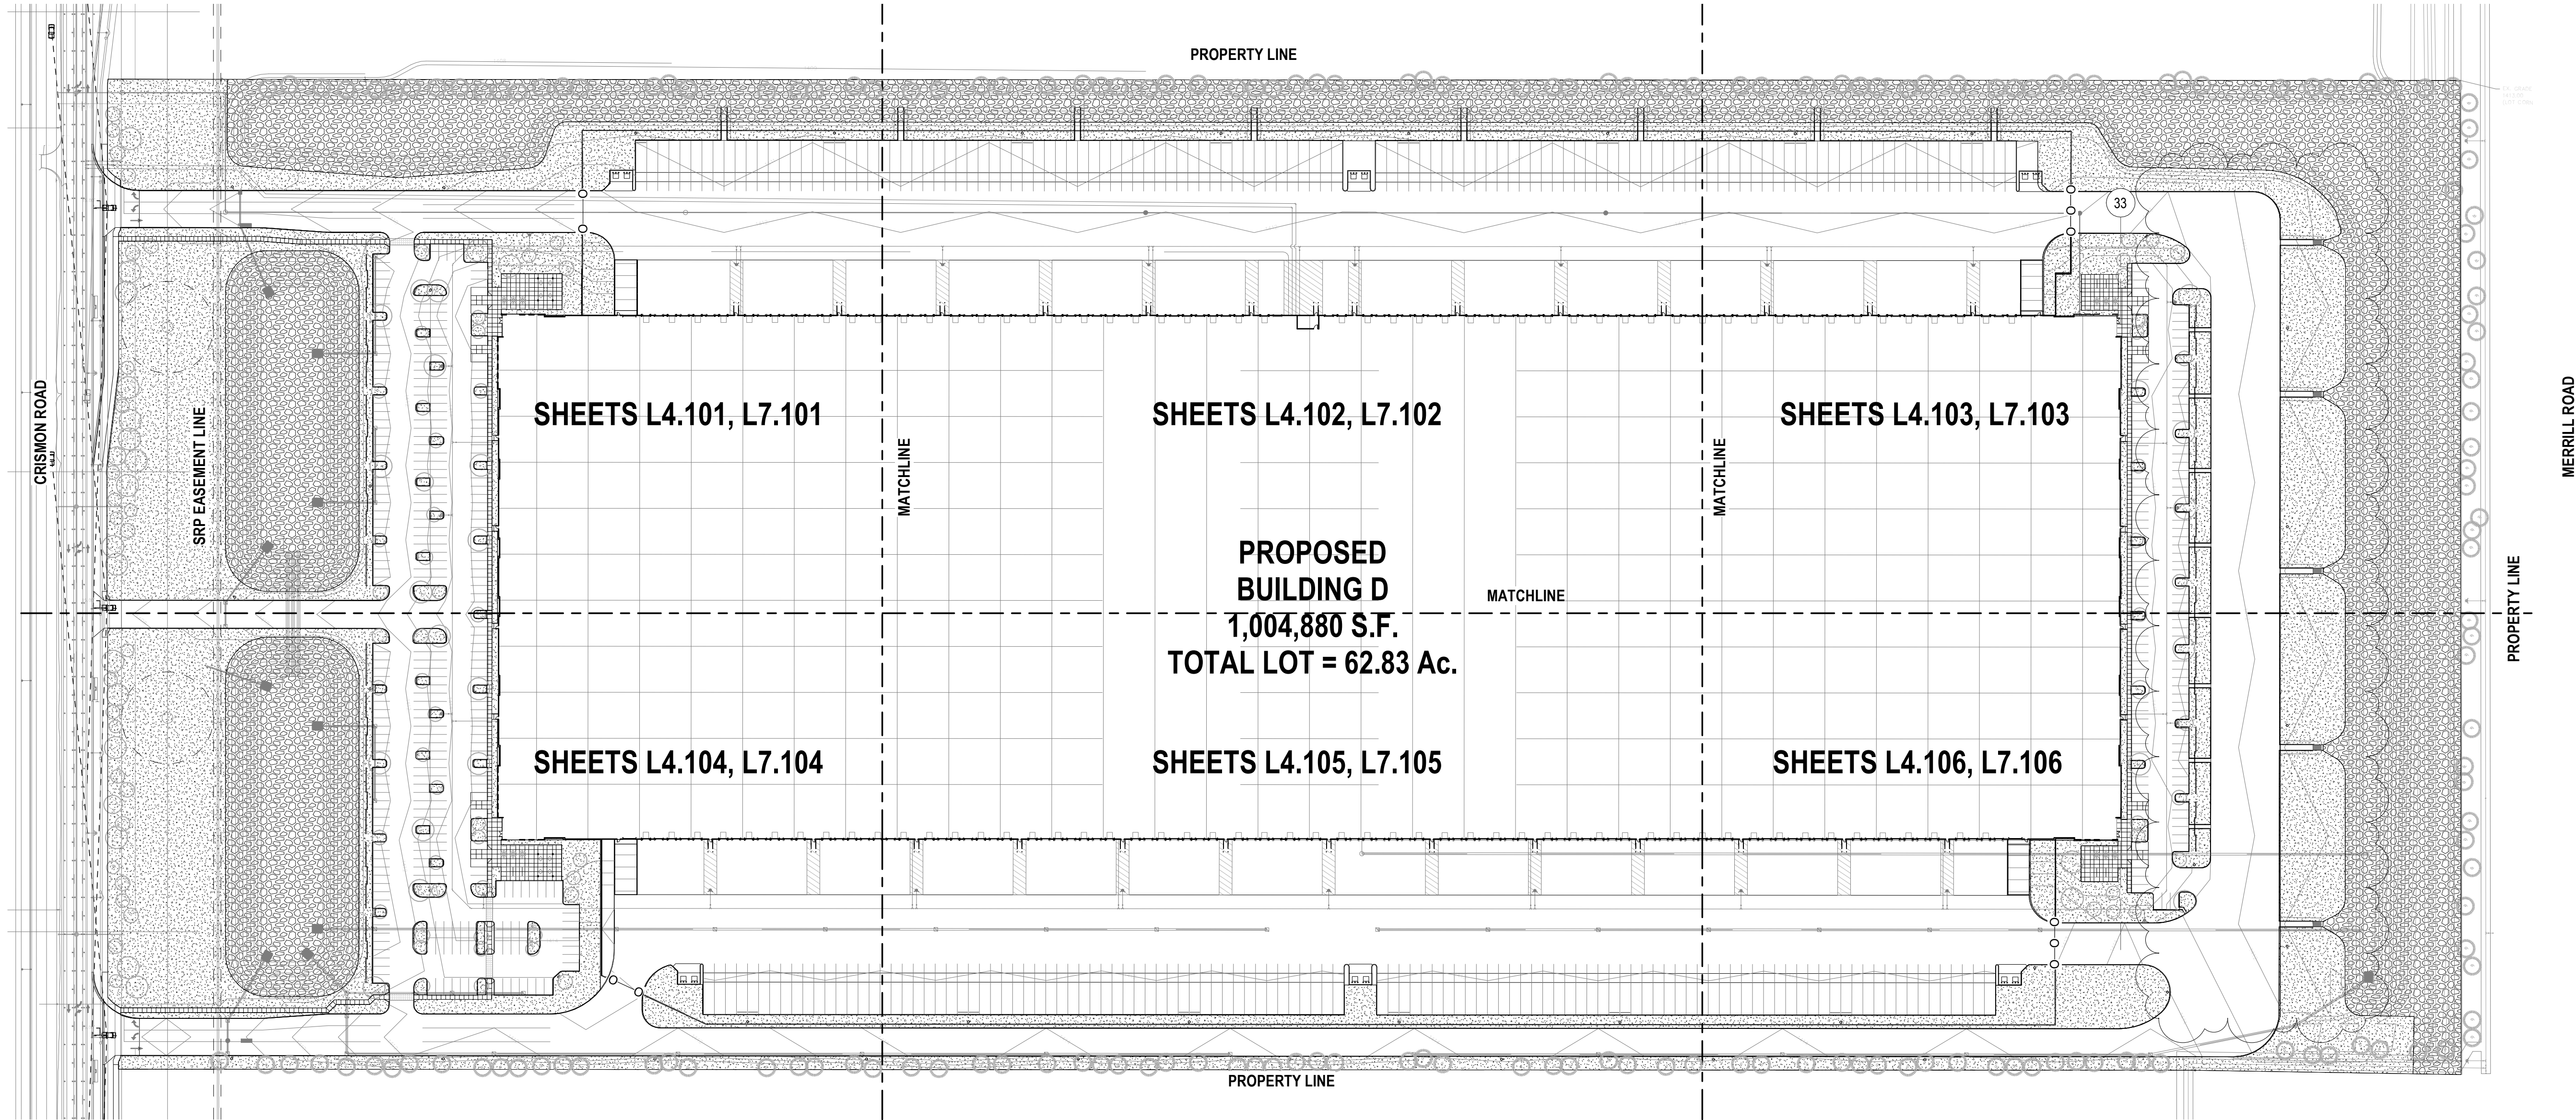 PROPERTY LINE
33
CRISMON ROAD
SRP EASEMENT LINE
SHEETS L4.101, L7.101
MATCHLINE
SHEETS L4.102, L7.102
MATCHLINE
SHEETS L4.103, L7.103
MERRILL ROAD
PROPOSED
BUILDING D
1,004,880 S.F.
TOTAL LOT = 62.83 Ac.
MATCHLINE
PROPERTY LINE
SHEETS L4.104, L7.104
SHEETS L4.105, L7.105
SHEETS L4.106, L7.106
PROPERTY LINE